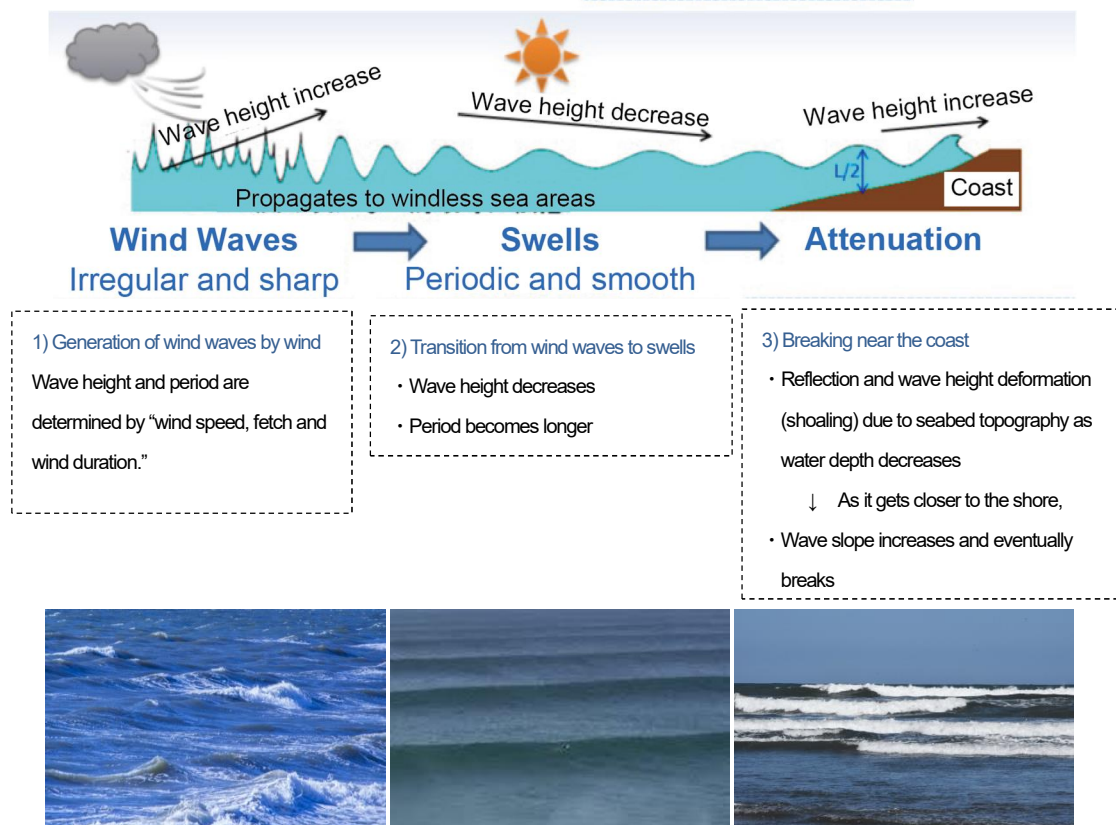 Wave height increase
Wave height decrease
Wave height increase
L/2
Propagates to windless sea areas
Coast
Wind Waves
Swells
Attenuation
Irregular and sharp
Periodic and smooth
1) Generation of wind waves by wind
Wave height and period are
determined by “wind speed, fetch and
wind duration.”
2) Transition from wind waves to swells
・Wave height decreases
・Period becomes longer
3) Breaking near the coast
・Reflection and wave height deformation
(shoaling) due to seabed topography as
water depth decreases
↓ As it gets closer to the shore,
・Wave slope increases and eventually
breaks